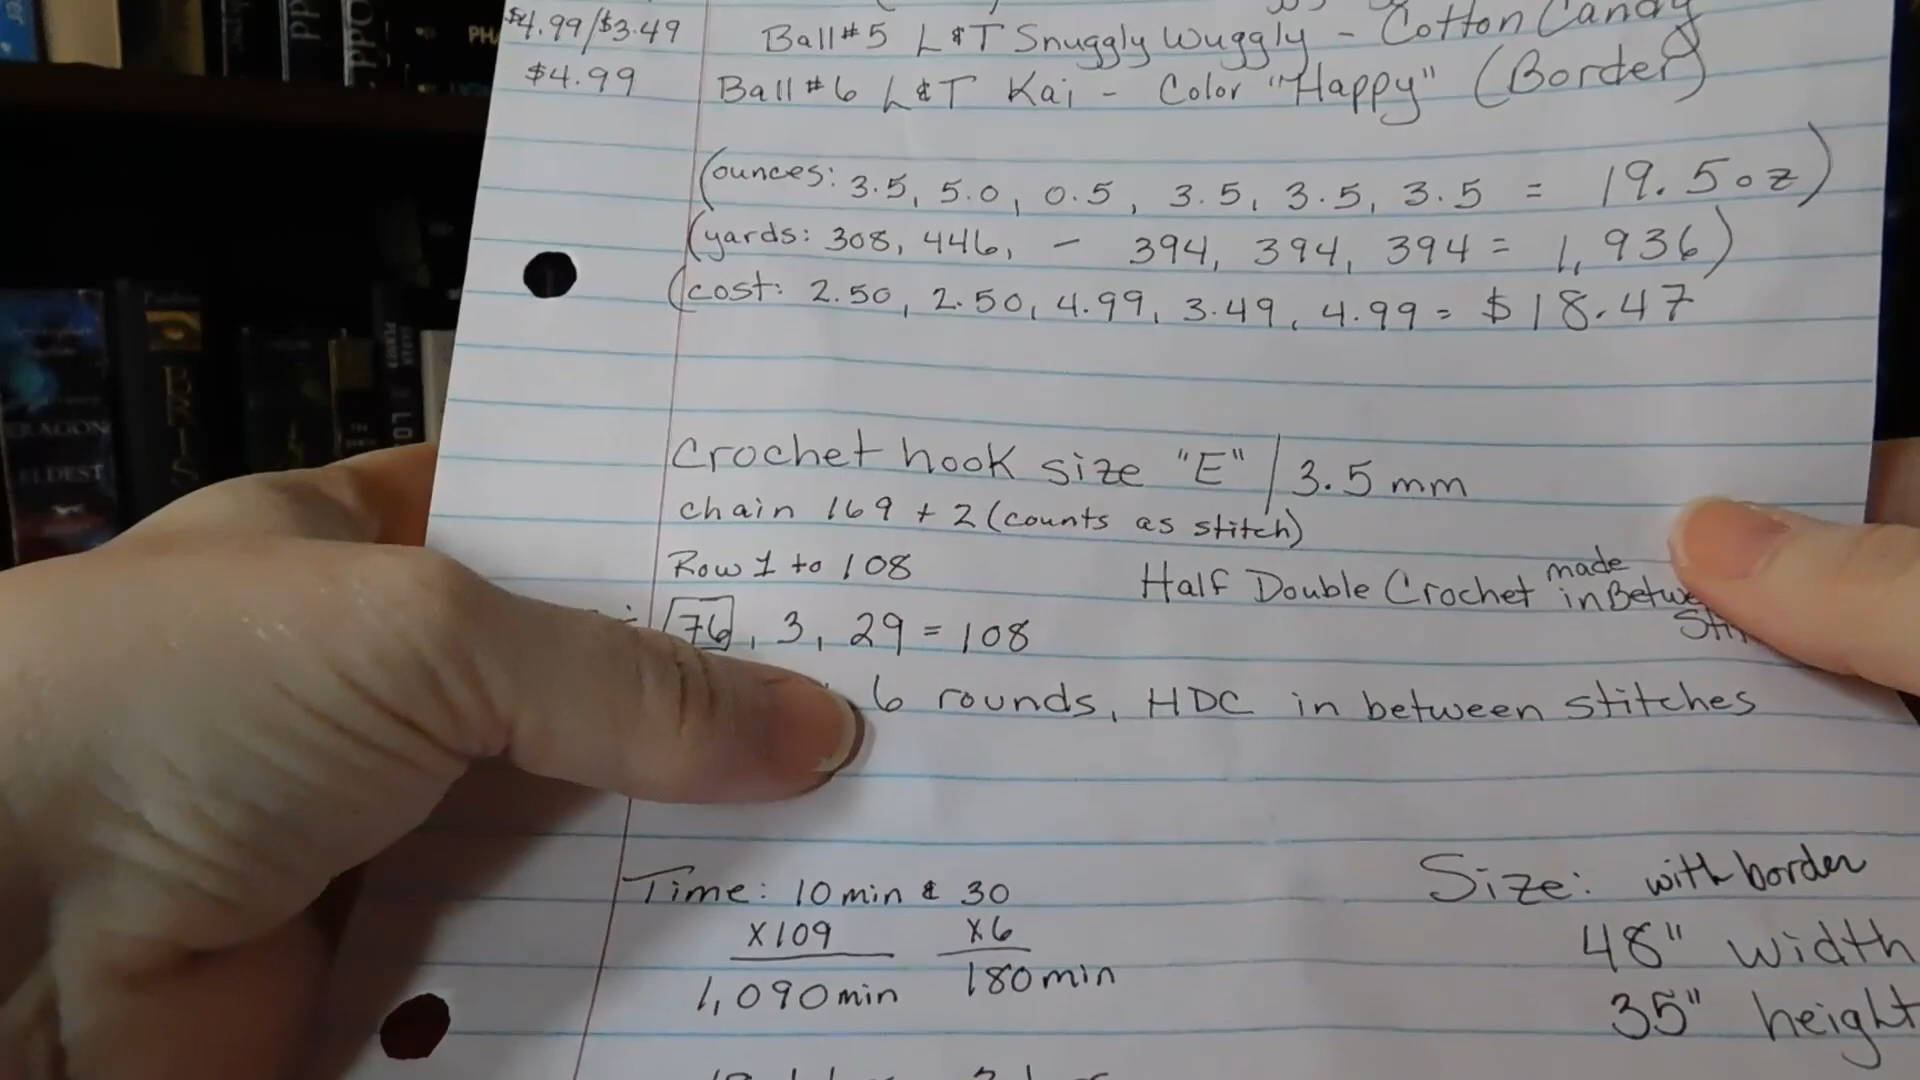 $4.99/$3.49 Ball #5 L&T Snuggly Wuggly - Cotton Candy
$4.99 Ball #6 L&T Kai - Color "Happy" (Border)
(ounces: 3.5, 5.0, 0.5, 3.5, 3.5, 3.5 = 19.5 oz)
(yards: 308, 446, - 394, 394, 394 = 1,936)
(cost: 2.50, 2.50, 4.99, 3.49, 4.99 = $18.47
Crochet hook size "E" / 3.5 mm
chain 169 + 2 (counts as stitch)
Row 1 to 108 Half Double Crochet made in
76, 3, 29 = 108
6 rounds, HDC in between stitches
Time: 10 min & 30
x109 x6
1,090 min 180 min
Size: with border
48" width
35" height
ELDEST